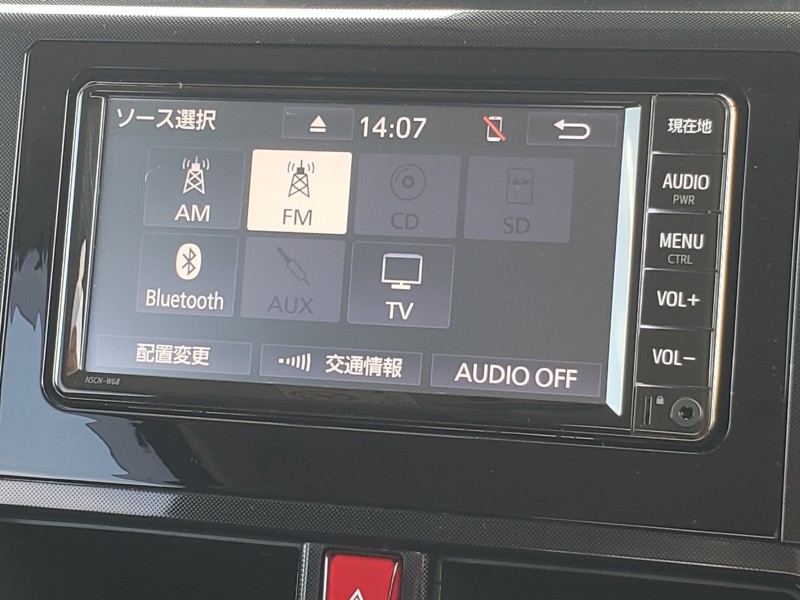 ソース選択
14:07
AM
FM
CD
SD
Bluetooth
AUX
TV
配置変更
交通情報
AUDIO OFF
NSCN-W68
現在地
AUDIO
PWR
MENU
CTRL
VOL+
VOL−